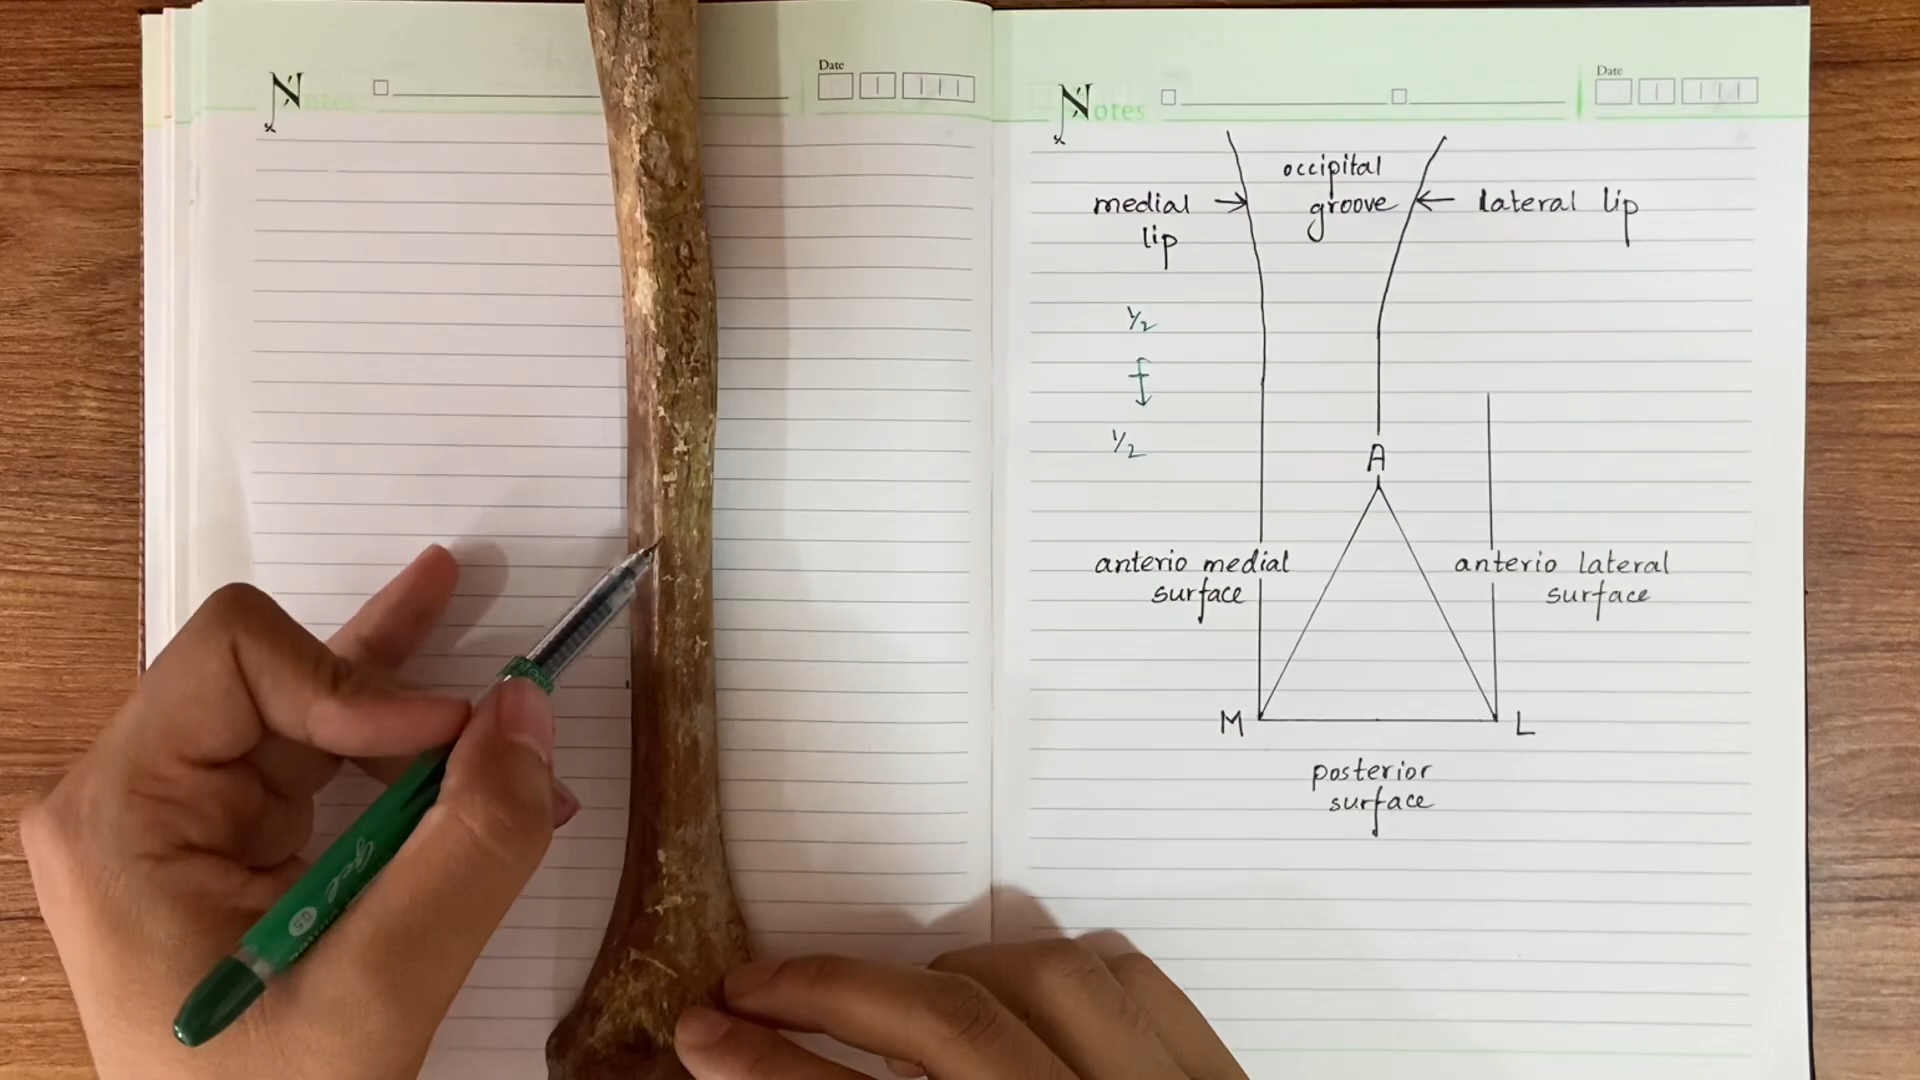 Notes
Date
Notes
Date
occipital
groove
medial
lip
lateral lip
1/2
1/2
A
anterio medial
surface
anterio lateral
surface
M
L
posterior
surface
Gel
0.5